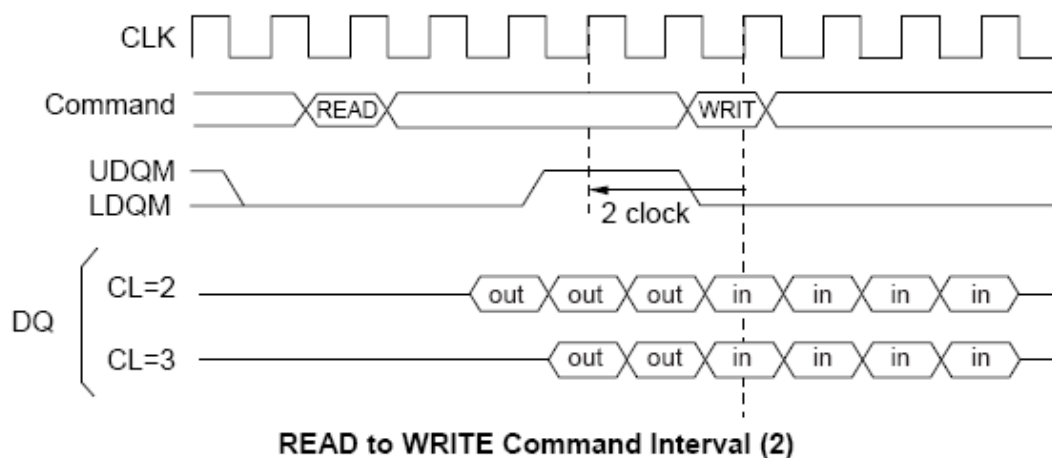 CLK
Command READ WRIT
UDQM
LDQM
2 clock
CL=2 out out out in in in in
DQ
CL=3 out out in in in in
READ to WRITE Command Interval (2)